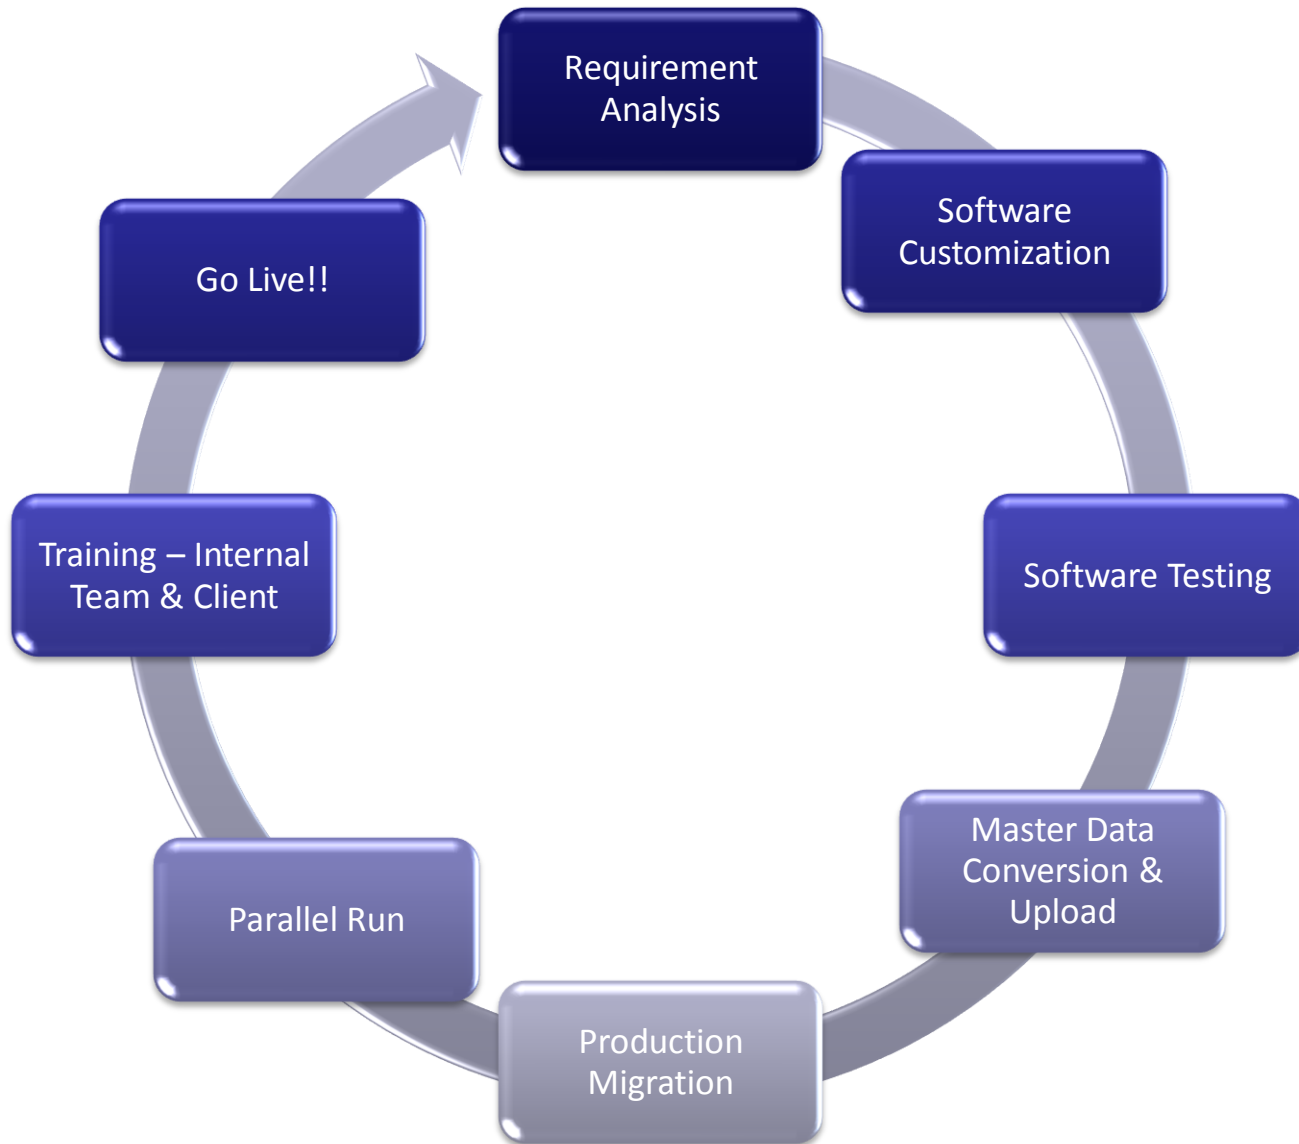 Requirement
Analysis
Software
Customization
Software Testing
Master Data
Conversion &
Upload
Production
Migration
Parallel Run
Training – Internal
Team & Client
Go Live!!